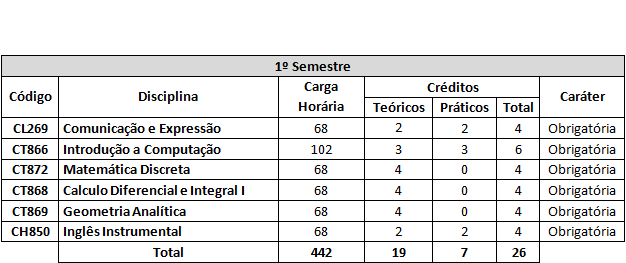 1º Semestre
Código Disciplina Carga Horária Créditos Caráter
Teóricos Práticos Total
CL269 Comunicação e Expressão 68 2 2 4 Obrigatória
CT866 Introdução a Computação 102 3 3 6 Obrigatória
CT872 Matemática Discreta 68 4 0 4 Obrigatória
CT868 Calculo Diferencial e Integral I 68 4 0 4 Obrigatória
CT869 Geometria Analítica 68 4 0 4 Obrigatória
CH850 Inglês Instrumental 68 2 2 4 Obrigatória
Total 442 19 7 26